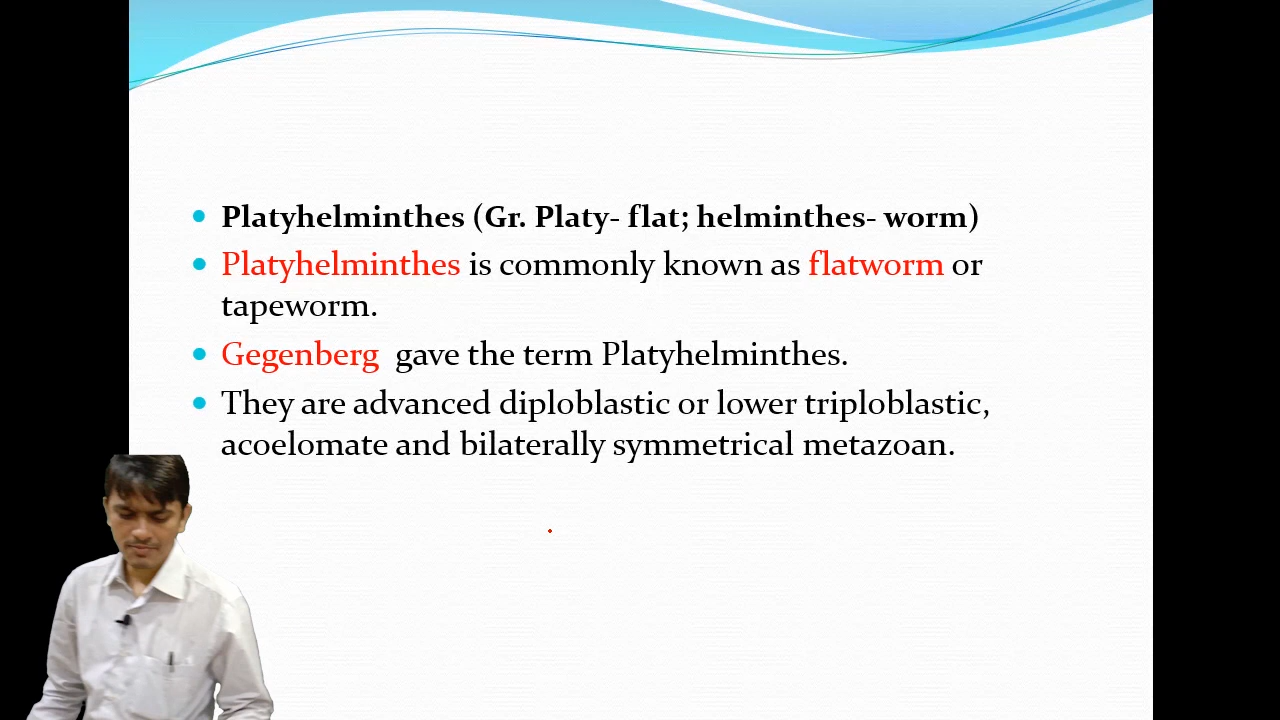 Platyhelminthes (Gr. Platy- flat; helminthes- worm)
Platyhelminthes is commonly known as flatworm or
tapeworm.
Gegenberg gave the term Platyhelminthes.
They are advanced diploblastic or lower triploblastic,
acoelomate and bilaterally symmetrical metazoan.